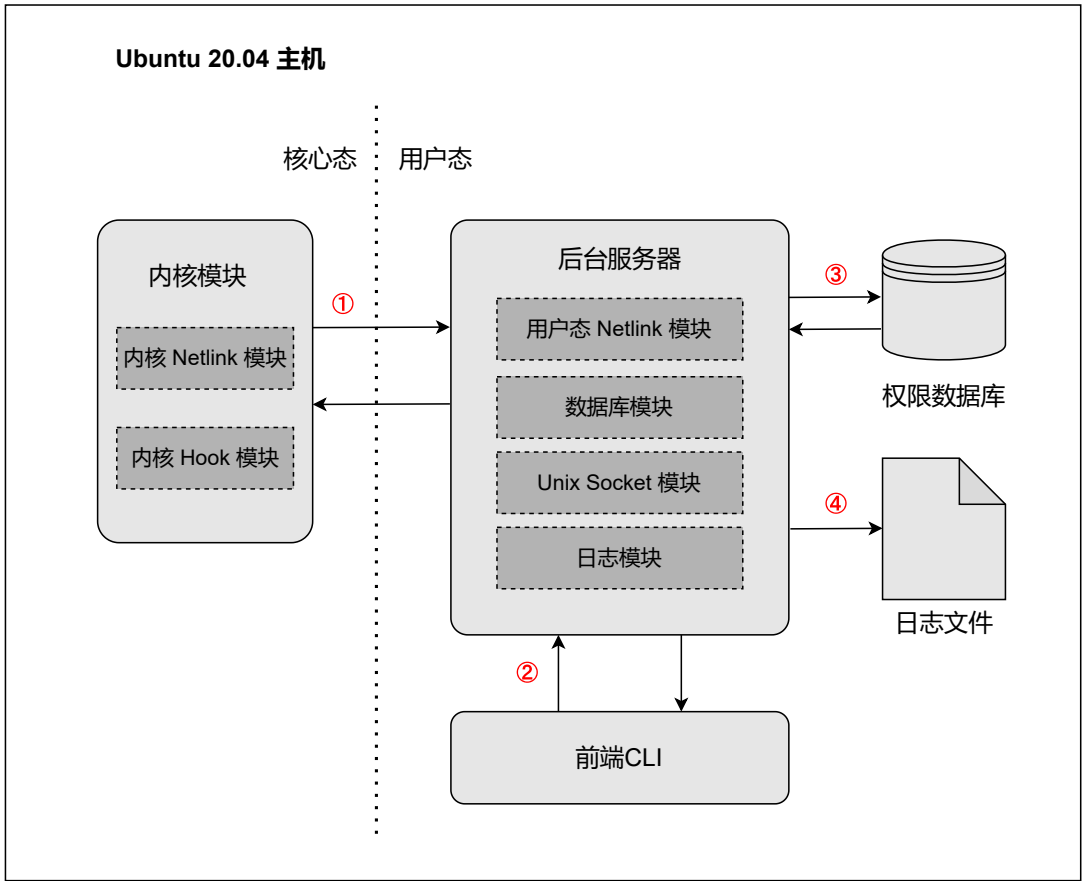 Ubuntu 20.04 主机
核心态
用户态
内核模块
内核 Netlink 模块
内核 Hook 模块
①
后台服务器
用户态 Netlink 模块
数据库模块
Unix Socket 模块
日志模块
③
权限数据库
④
日志文件
②
前端CLI